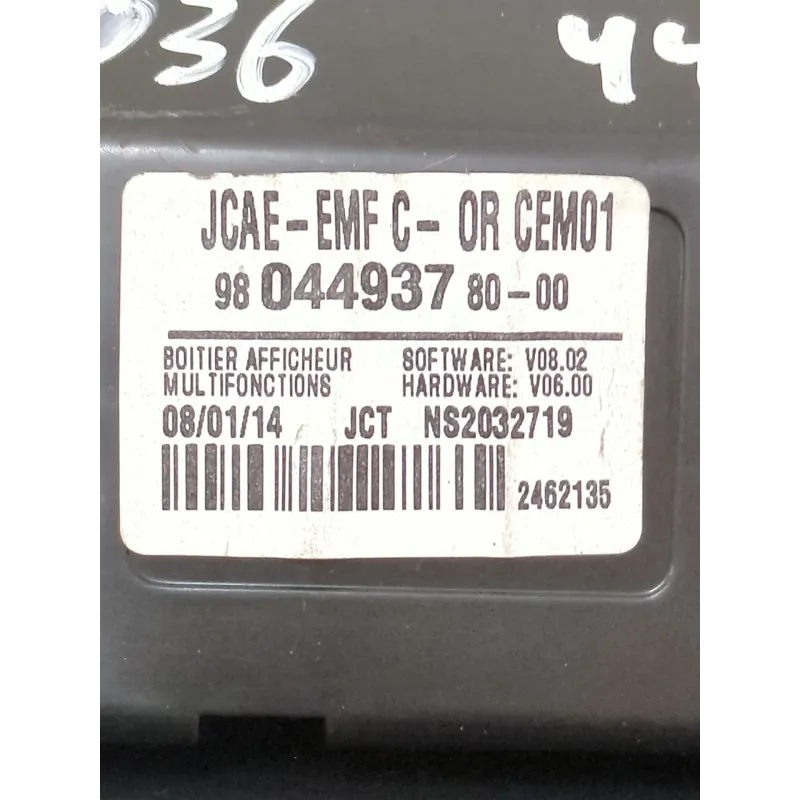 036 44
JCAE-EMF C- OR CEM01
98 044937 80-00
BOITIER AFFICHEUR SOFTWARE: V08.02
MULTIFONCTIONS HARDWARE: V06.00
08/01/14 JCT NS2032719
2462135